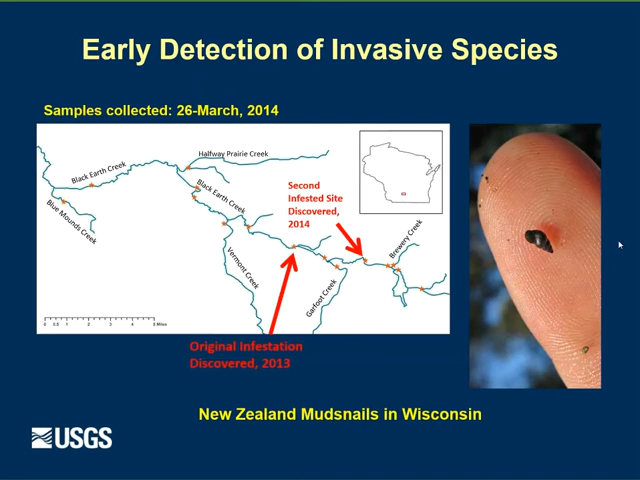 Early Detection of Invasive Species
Samples collected: 26-March, 2014
Halfway Prairie Creek
Black Earth Creek
Black Earth Creek
Blue Mounds Creek
Second
Infested Site
Discovered,
2014
Brewery Creek
Vermont Creek
Garfoot Creek
0 0.5 1 2 3 4 5 Miles
Original Infestation
Discovered, 2013
New Zealand Mudsnails in Wisconsin
USGS